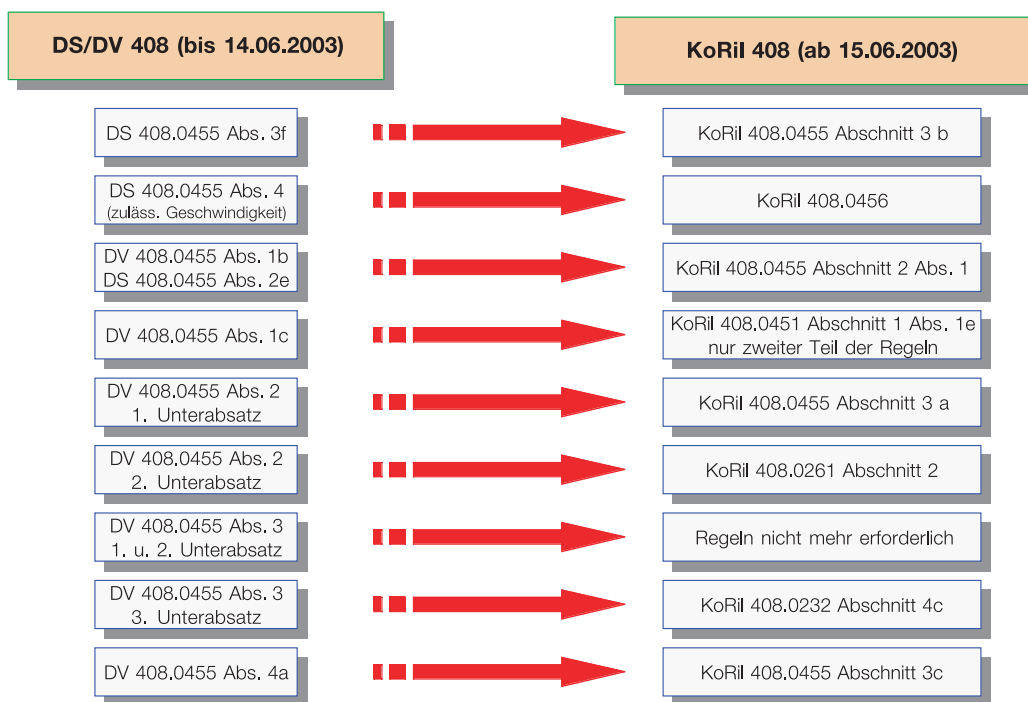 DS/DV 408 (bis 14.06.2003)
KoRil 408 (ab 15.06.2003)
DS 408.0455 Abs. 3f
KoRil 408.0455 Abschnitt 3 b
DS 408.0455 Abs. 4
(zuläss. Geschwindigkeit)
KoRil 408.0456
DV 408.0455 Abs. 1b
DS 408.0455 Abs. 2e
KoRil 408.0455 Abschnitt 2 Abs. 1
DV 408.0455 Abs. 1c
KoRil 408.0451 Abschnitt 1 Abs. 1e
nur zweiter Teil der Regeln
DV 408.0455 Abs. 2
1. Unterabsatz
KoRil 408.0455 Abschnitt 3 a
DV 408.0455 Abs. 2
2. Unterabsatz
KoRil 408.0261 Abschnitt 2
DV 408.0455 Abs. 3
1. u. 2. Unterabsatz
Regeln nicht mehr erforderlich
DV 408.0455 Abs. 3
3. Unterabsatz
KoRil 408.0232 Abschnitt 4c
DV 408.0455 Abs. 4a
KoRil 408.0455 Abschnitt 3c